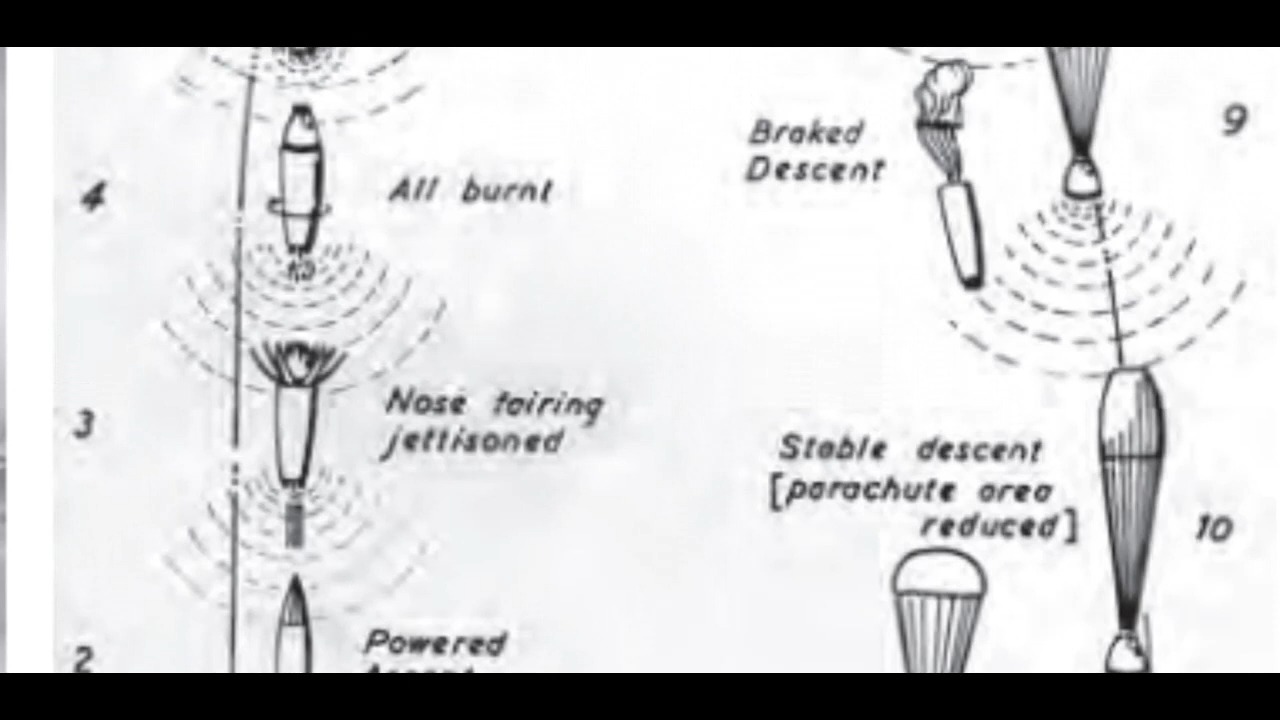 4
All burnt
3
Nose fairing
jettisoned
2
Powered
Braked
Descent
9
Stable descent
[parachute area
reduced]
10